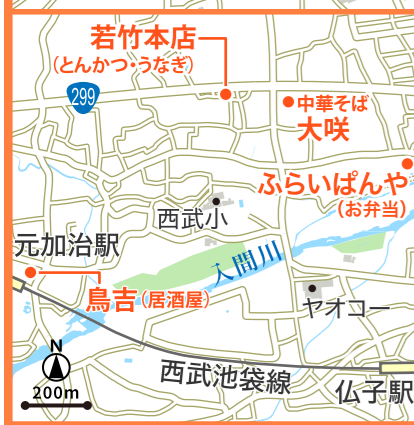 若竹本店
(とんかつ・うなぎ)
299
中華そば
大咲
ふらいぱんや
(お弁当)
西武小
元加治駅
入間川
鳥吉(居酒屋)
ヤオコー
N
200m
西武池袋線
仏子駅